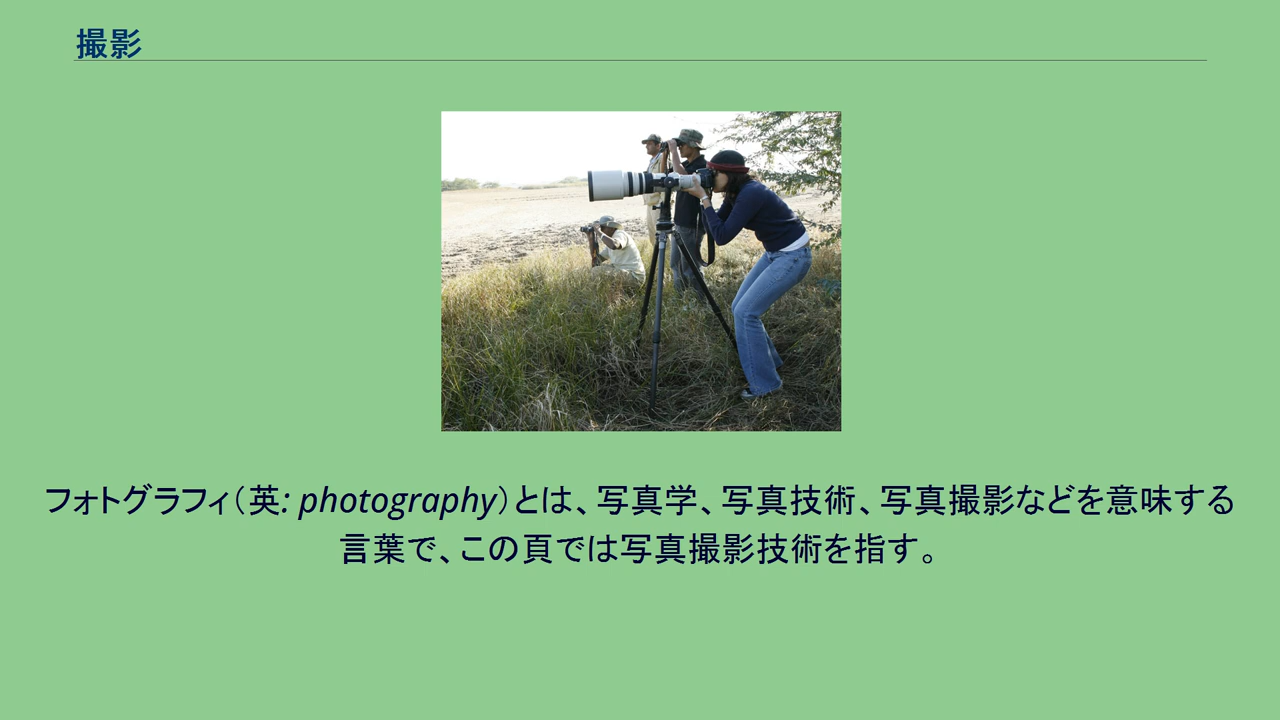 撮影
フォトグラフィ（英: photography）とは、写真学、写真技術、写真撮影などを意味する
言葉で、この頁では写真撮影技術を指す。